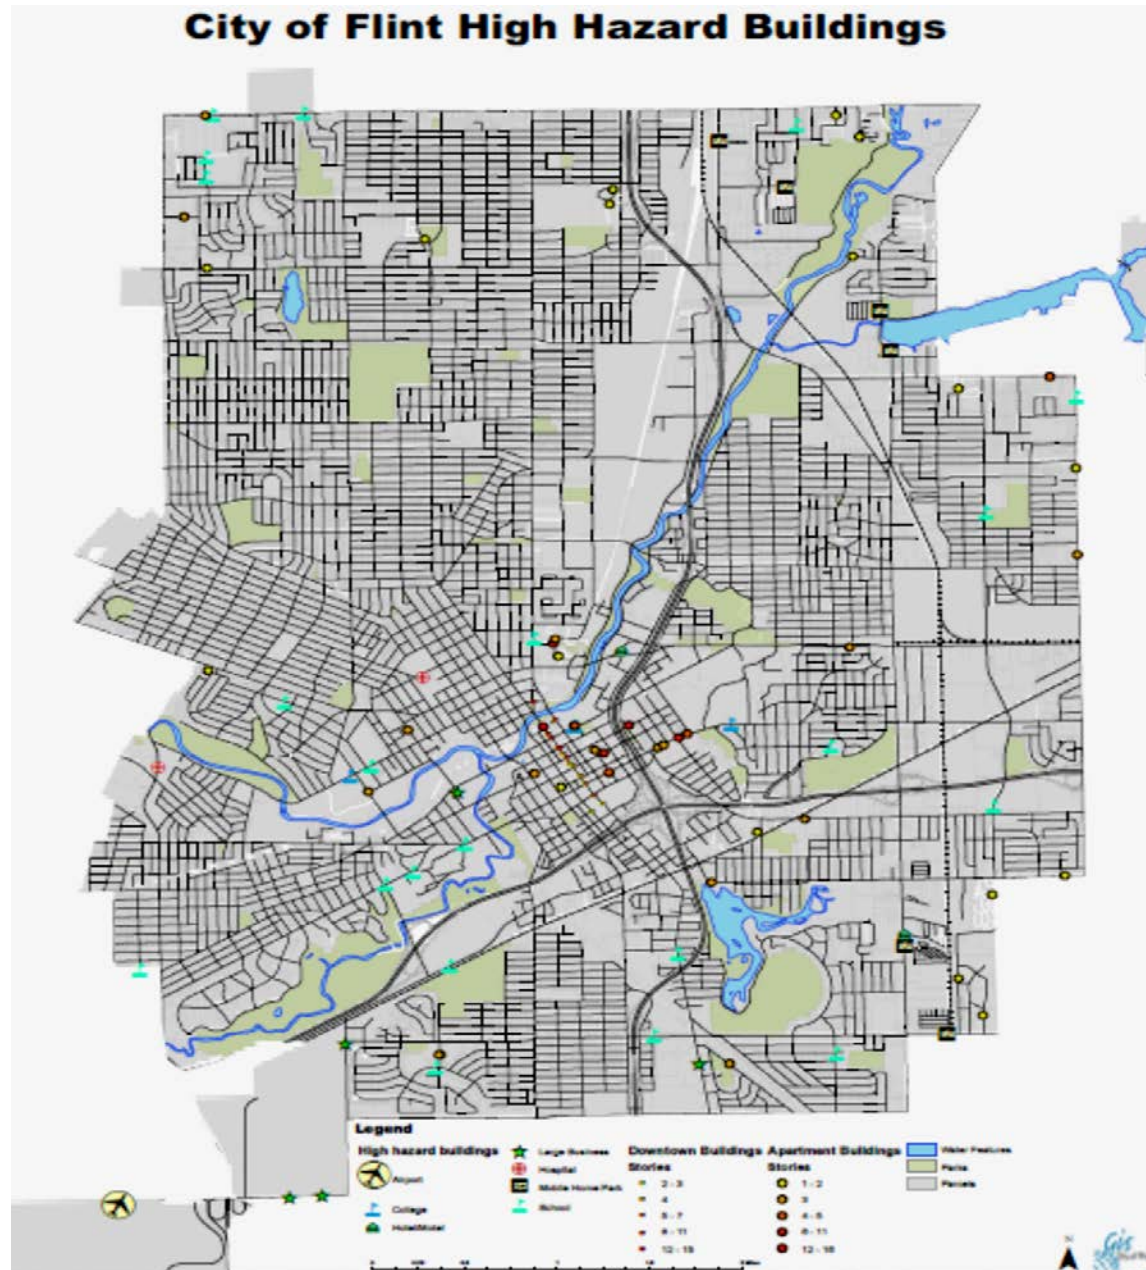 City of Flint High Hazard Buildings
Legend
High hazard buildings
Airport
College
Hotel/Motel
Large Business
Hospital
Mobile Home Park
School
Downtown Buildings
Stories
2 - 3
4
5 - 7
8 - 11
12 - 15
Apartment Buildings
Stories
1 - 2
3
4 - 5
6 - 11
12 - 16
Water Features
Parks
Parcels
N
Gis